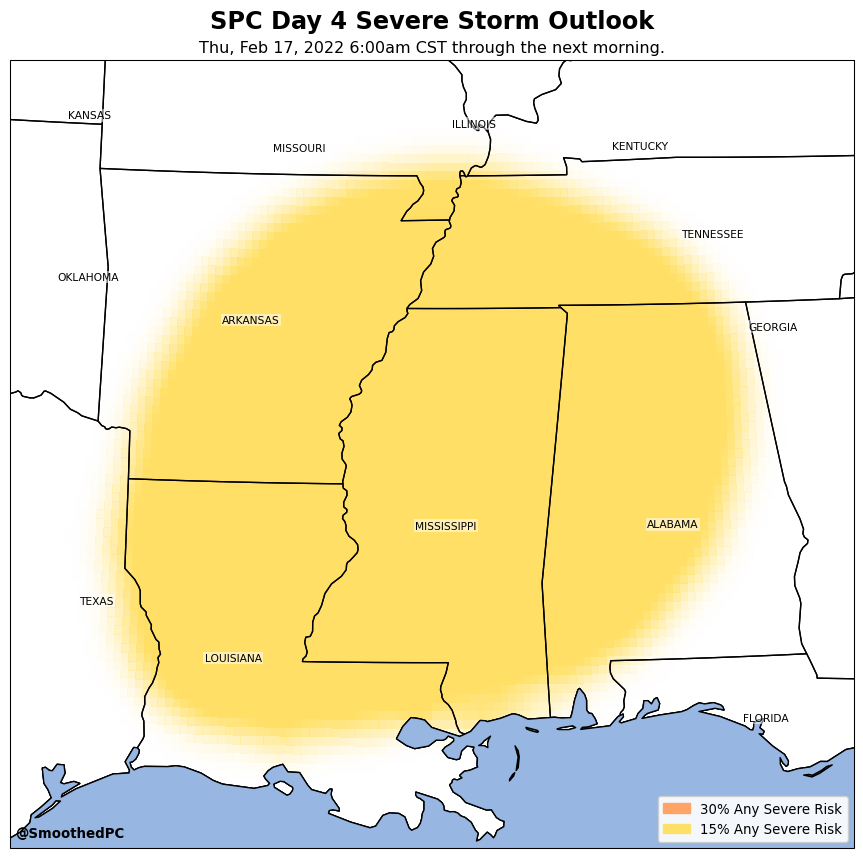 SPC Day 4 Severe Storm Outlook
Thu, Feb 17, 2022 6:00am CST through the next morning.
KANSAS
ILLINOIS
MISSOURI
KENTUCKY
TENNESSEE
OKLAHOMA
ARKANSAS
GEORGIA
MISSISSIPPI
ALABAMA
TEXAS
LOUISIANA
FLORIDA
30% Any Severe Risk
15% Any Severe Risk
@SmoothedPC